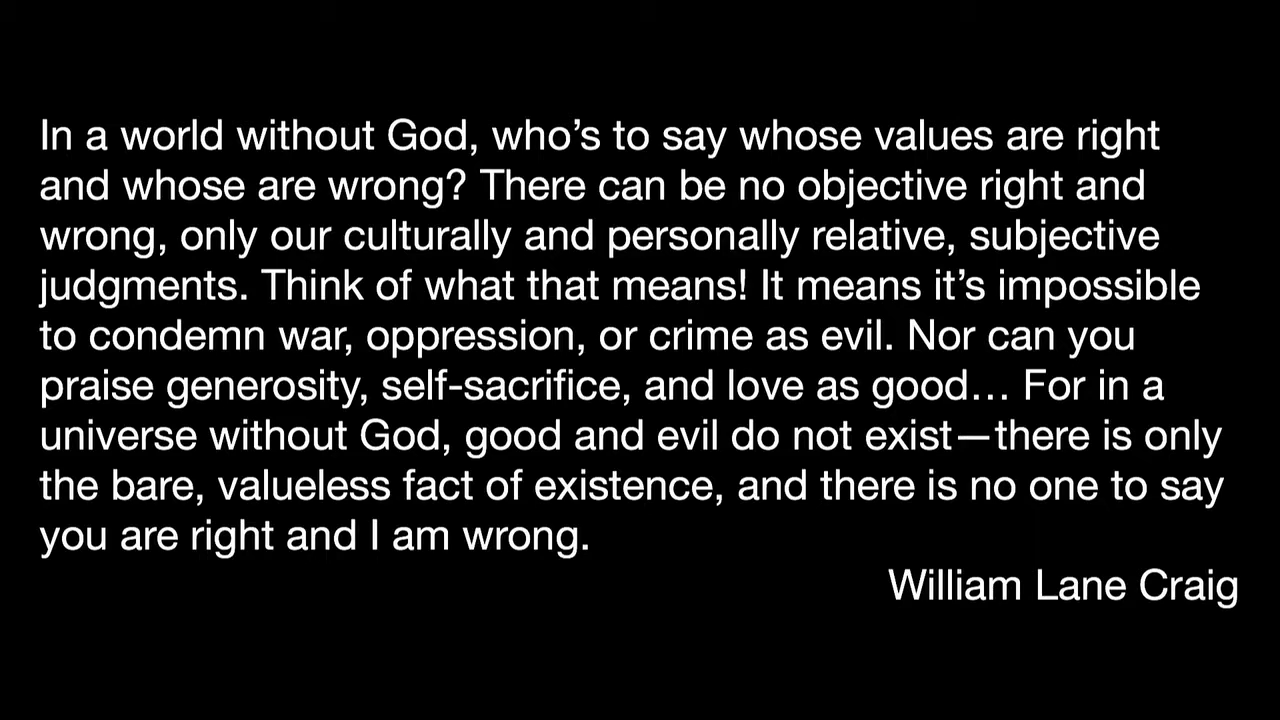 In a world without God, who’s to say whose values are right
and whose are wrong? There can be no objective right and
wrong, only our culturally and personally relative, subjective
judgments. Think of what that means! It means it’s impossible
to condemn war, oppression, or crime as evil. Nor can you
praise generosity, self-sacrifice, and love as good… For in a
universe without God, good and evil do not exist—there is only
the bare, valueless fact of existence, and there is no one to say
you are right and I am wrong.
William Lane Craig